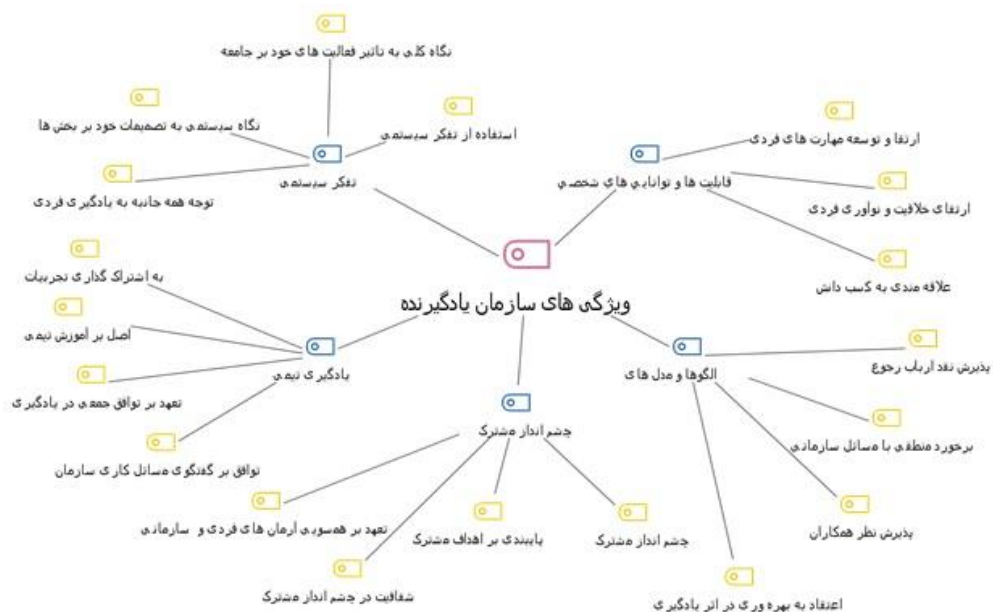 نگاه کلی به تاثیر فعالیت های خود بر جامعه
نگاه سیستمی به تصمیمات خود بر بخش ها
استفاده از تفکر سیستمی
ارتقا و توسعه مهارت های فردی
تفکر سیستمی
قابلیت ها و توانایی های شخصی
توجه همه جانبه به یادگیری فردی
ارتقای خلاقیت و نوآوری فردی
علاقه مندی به کسب دانش
به اشتراک گذاری تجربیات
ویژگی های سازمان یادگیرنده
اصل بر آموزش تیمی
پذیرش نقد ارباب رجوع
یادگیری تیمی
الگوها و مدل های
تعهد بر توافق جمعی در یادگیری
چشم انداز مشترک
برخورد منطقی با مسائل سازمانی
توافق بر گفتگوی مسائل کاری سازمان
تعهد بر همسویی آرمان های فردی و سازمانی
پایبندی بر اهداف مشترک
چشم انداز مشترک
پذیرش نظر همکاران
شفافیت در چشم انداز مشترک
اعتقاد به بهره وری در اثر یادگیری